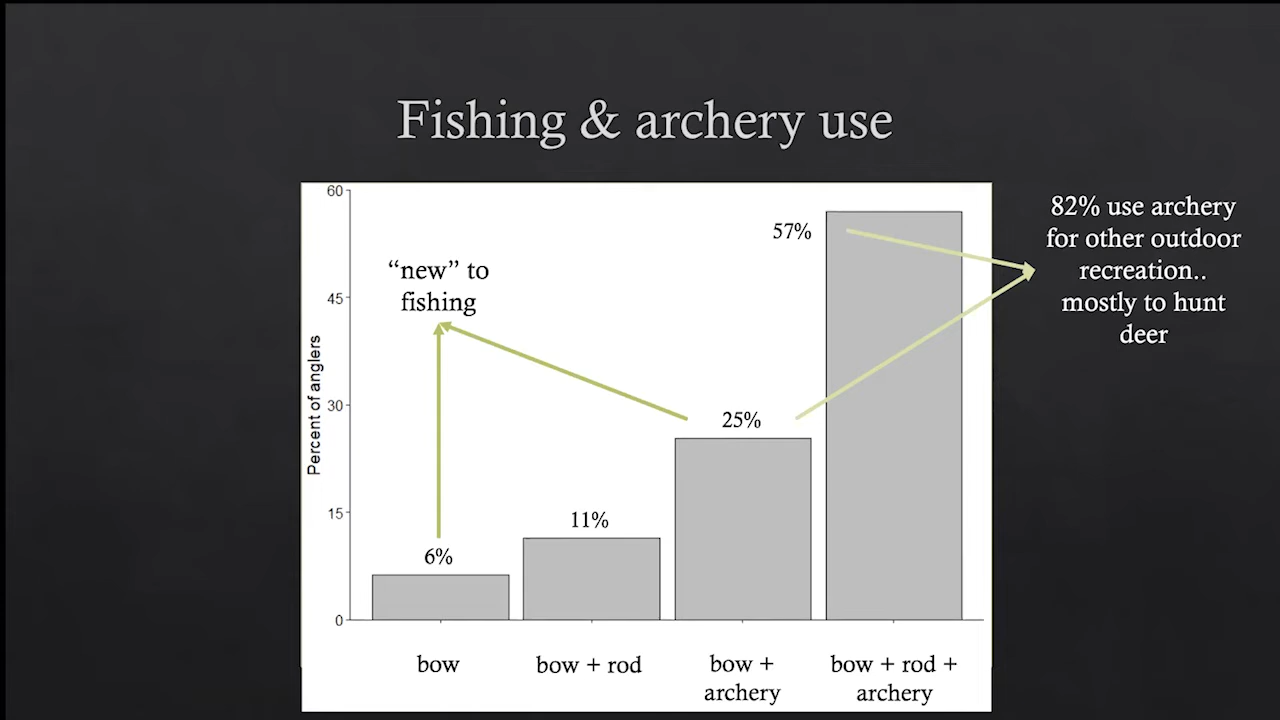 Fishing & archery use
60
45
30
15
0
Percent of anglers
“new” to
fishing
6%
11%
25%
57%
bow
bow + rod
bow +
archery
bow + rod +
archery
82% use archery
for other outdoor
recreation..
mostly to hunt
deer